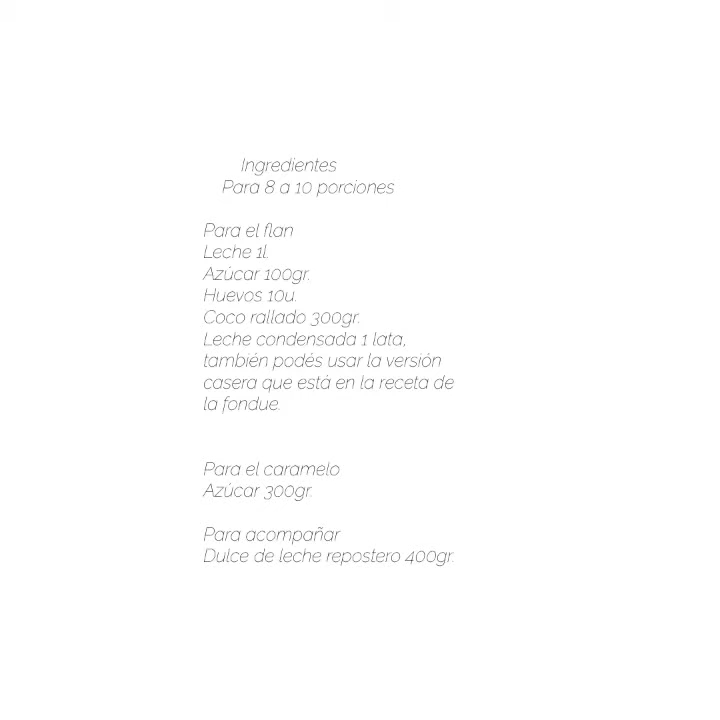 Ingredientes
Para 8 a 10 porciones
Para el flan
Leche 1l.
Azúcar 100gr.
Huevos 10u.
Coco rallado 300gr.
Leche condensada 1 lata,
también podés usar la versión
casera que está en la receta de
la fondue.
Para el caramelo
Azúcar 300gr.
Para acompañar
Dulce de leche repostero 400gr.